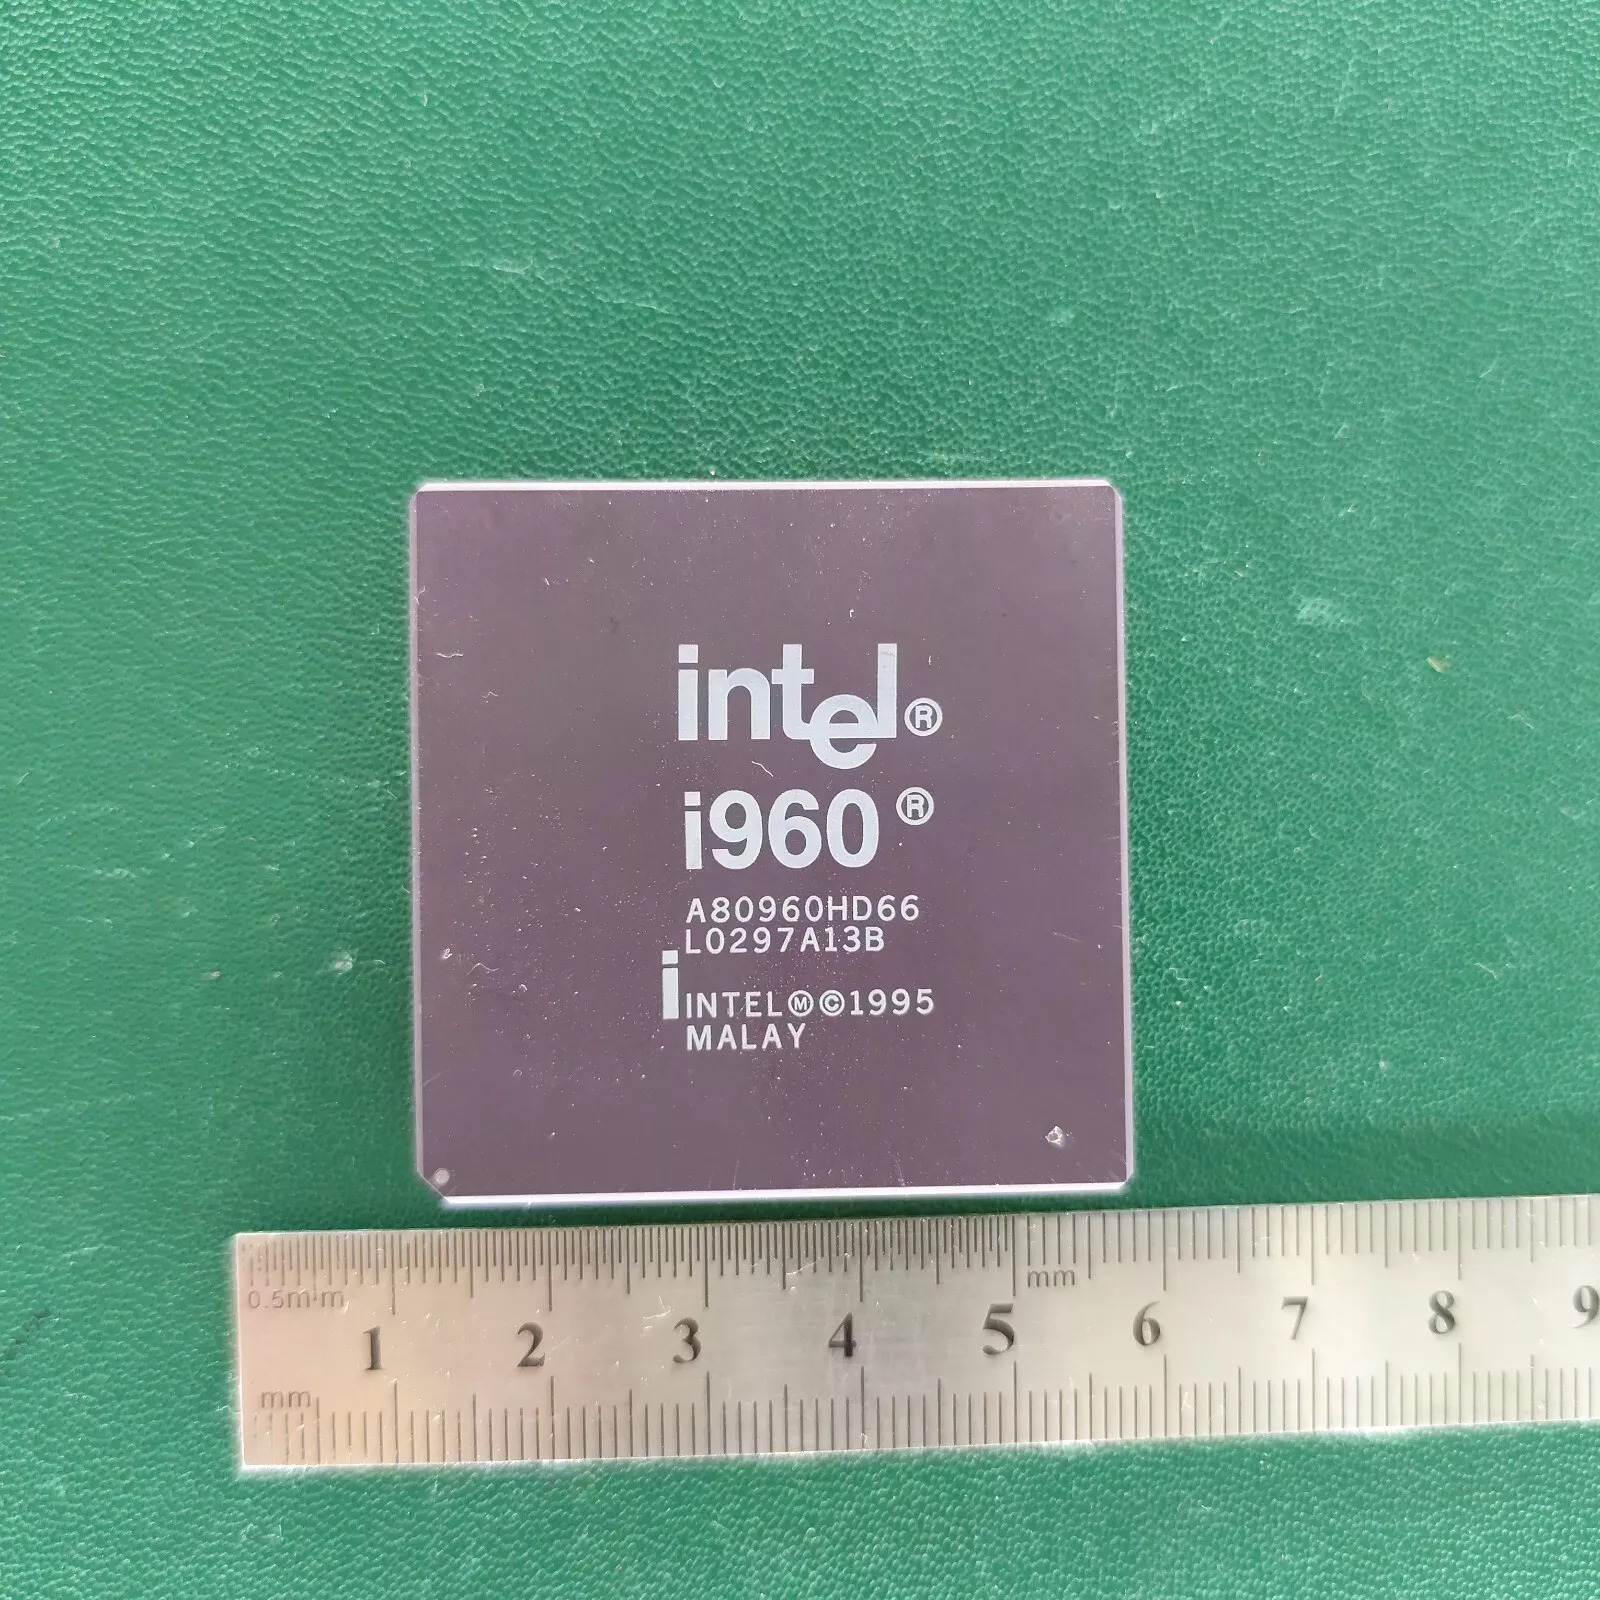 intel®
i960®
A80960HD66
L0297A13B
i
INTELⓂ©1995
MALAY
0.5mm
mm
1 2 3 4 5 6 7 8 9
mm